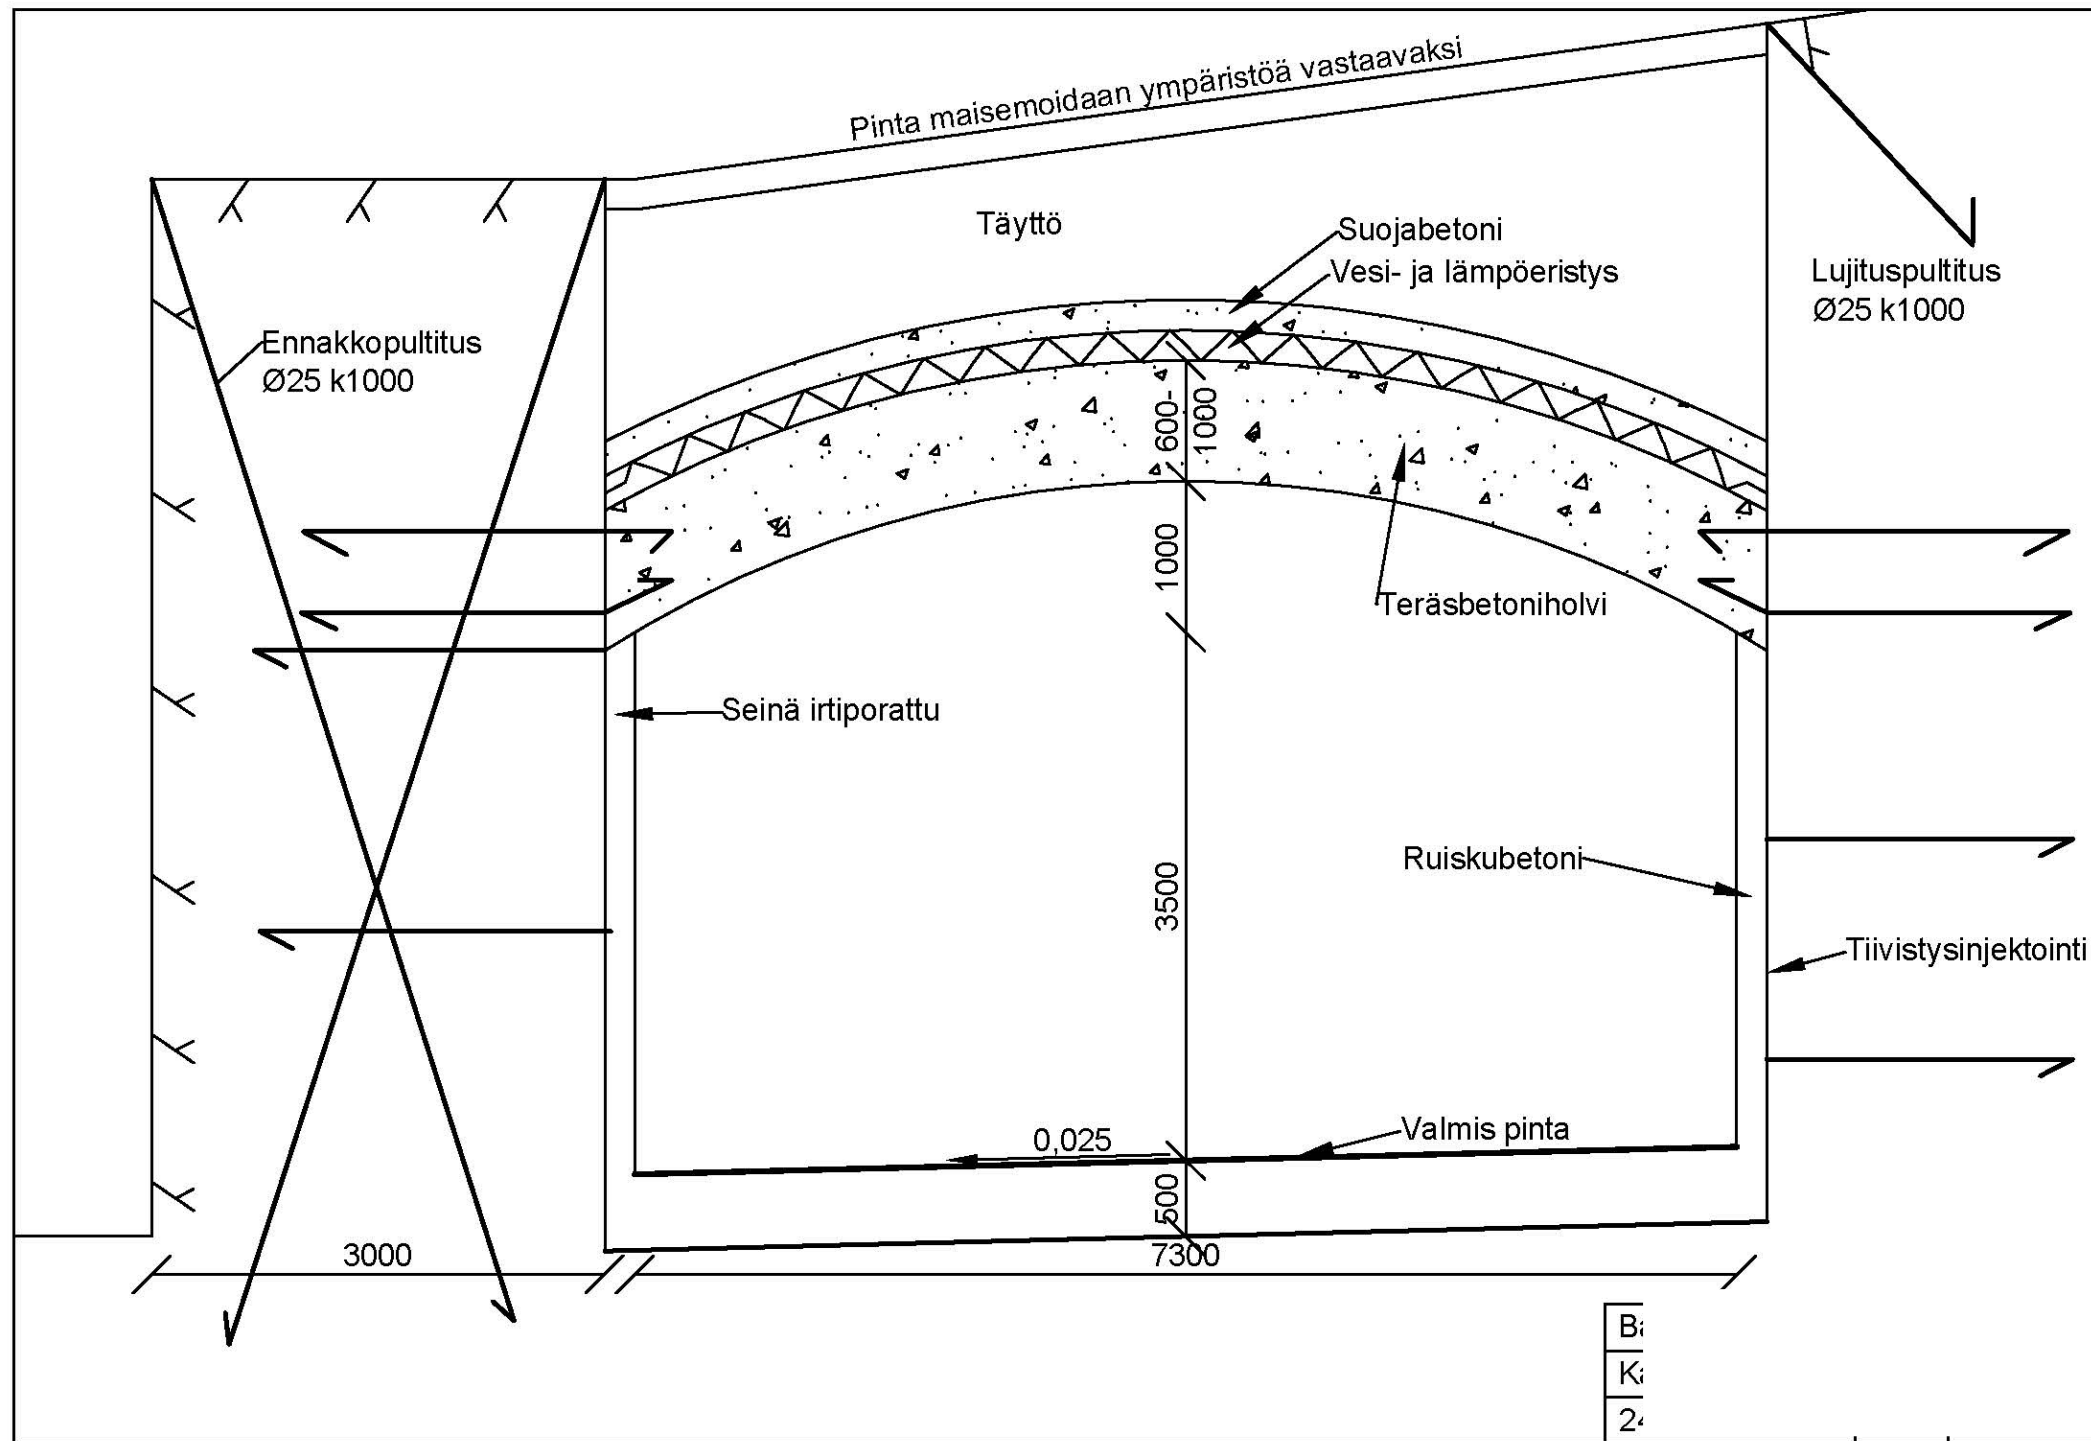 Pinta maisemoidaan ympäristöä vastaavaksi
Täyttö
Suojabetoni
Vesi- ja lämpöeristys
Lujituspultitus
Ø25 k1000
Ennakkopultitus
Ø25 k1000
600-
1000
1000
Teräsbetoniholvi
Seinä irtiporattu
Ruiskubetoni
3500
Tiivistysinjektointi
Valmis pinta
0,025
500
3000
7300